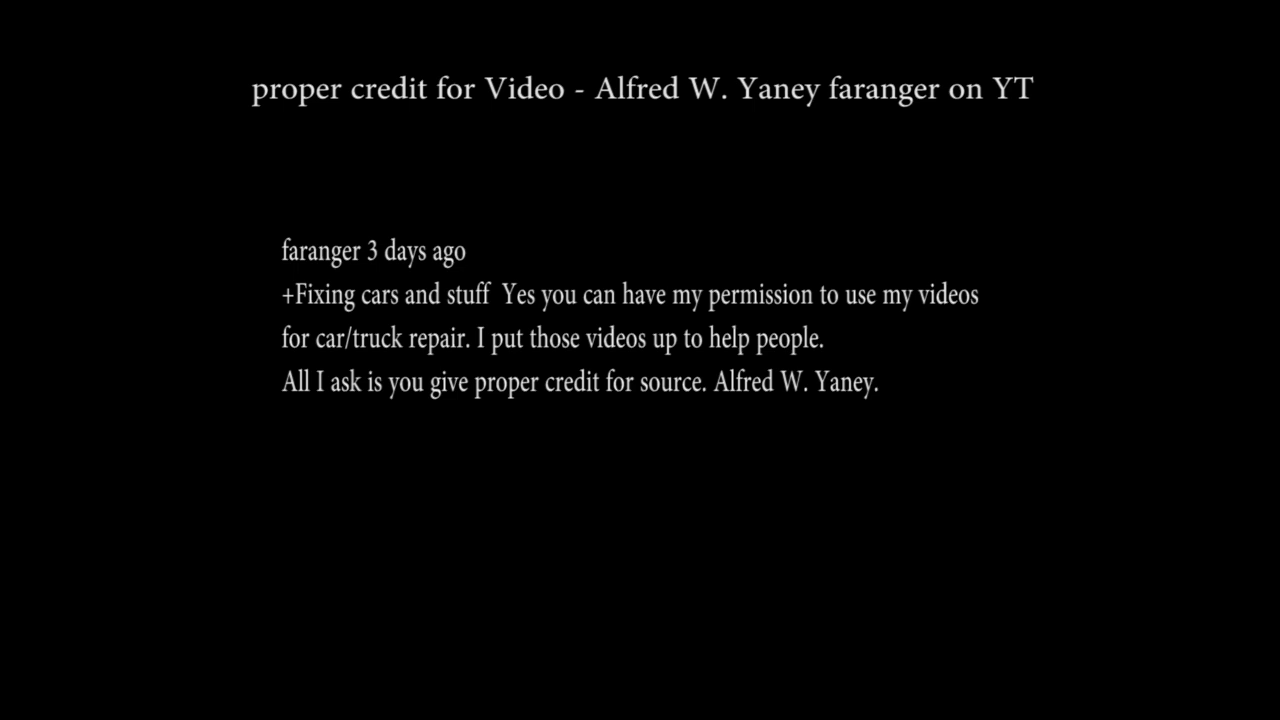 proper credit for Video - Alfred W. Yaney faranger on YT
faranger 3 days ago
+Fixing cars and stuff  Yes you can have my permission to use my videos
for car/truck repair. I put those videos up to help people.
All I ask is you give proper credit for source. Alfred W. Yaney.